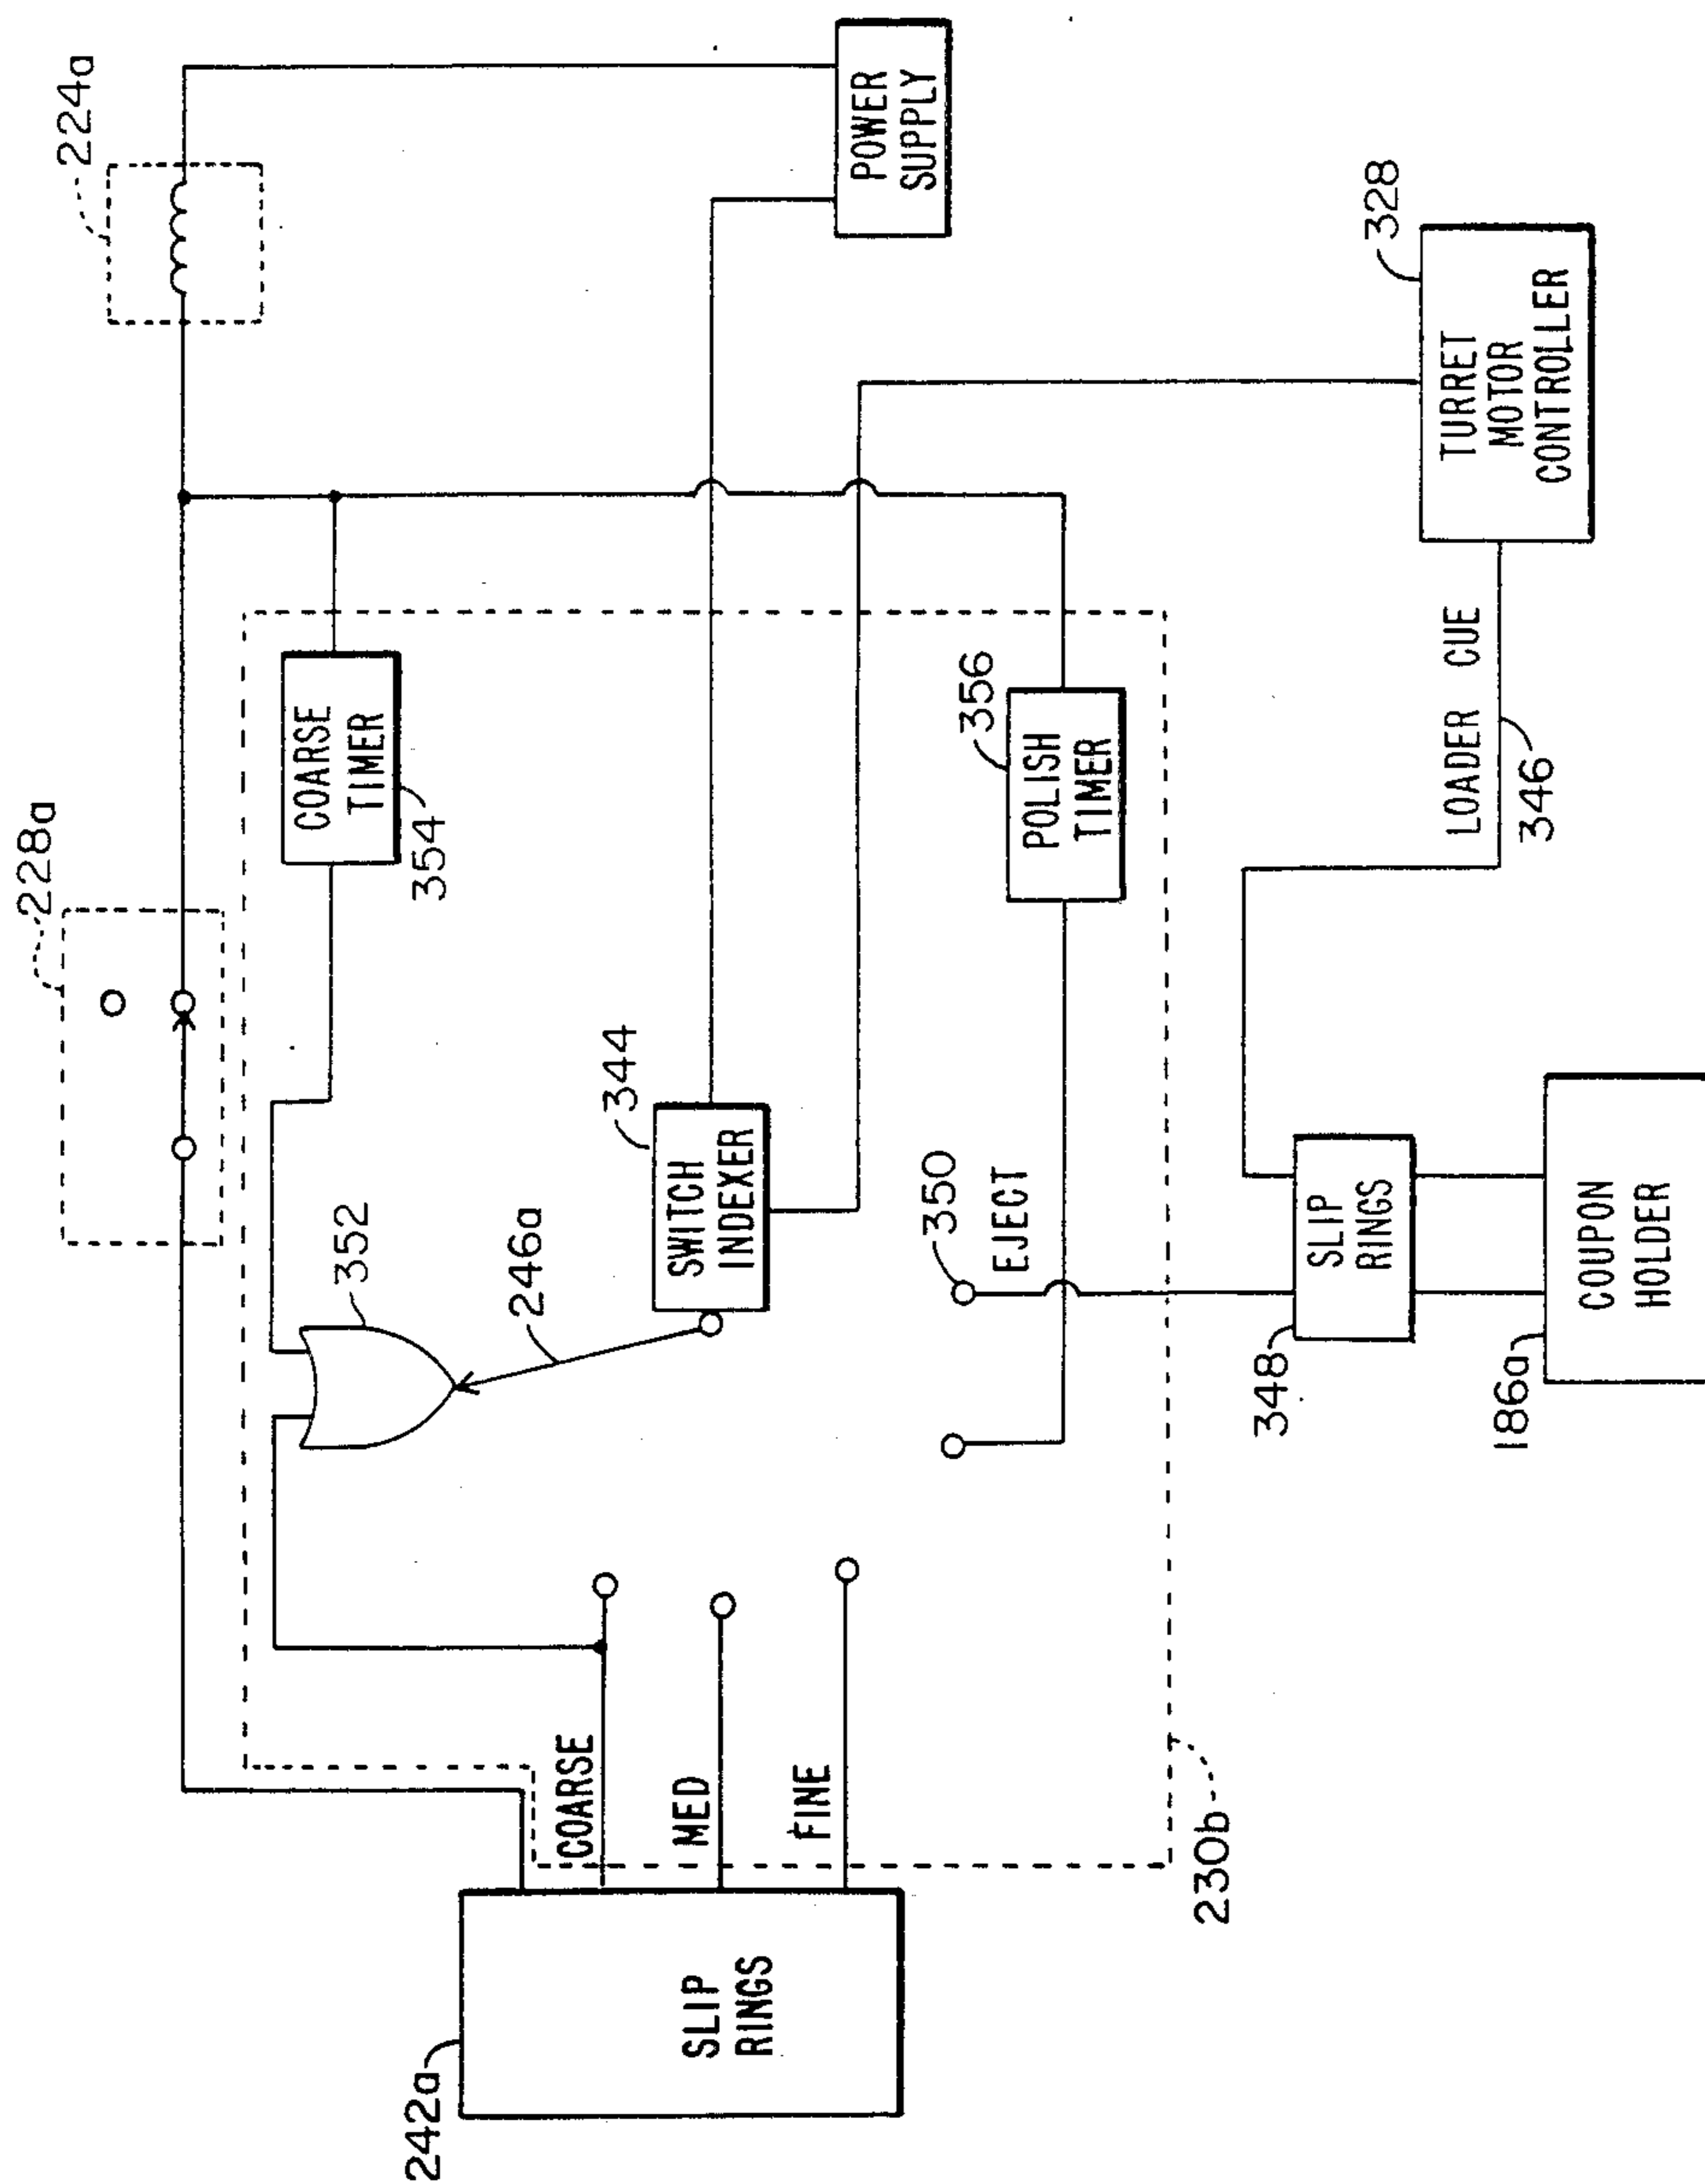 228a
224a
COARSE
TIMER
354
352
246a
344
SWITCH
INDEXER
POWER
SUPPLY
242a
SLIP
RINGS
COARSE
MED
FINE
350
EJECT
356
POLISH
TIMER
230b
348
SLIP
RINGS
LOADER CUE
346
328
TURRET
MOTOR
CONTROLLER
186a
COUPON
HOLDER